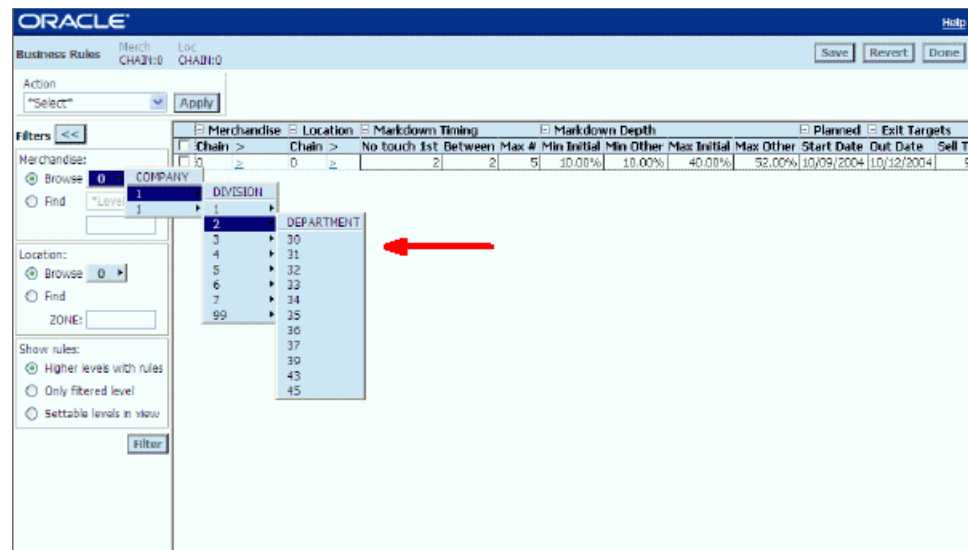 ORACLE
Help
Business Rules Merch CHAIN:0 Loc CHAIN:0
Save Revert Done
Action
*Select* Apply
Filters <<
Merchandise Location Markdown Timing Markdown Depth Planned Exit Targets
Chain > Chain > No touch 1st Between Max # Min Initial Min Other Max Initial Max Other Start Date Out Date Sell T
0 > 0 > 2 2 5 10.00% 10.00% 40.00% 52.00% 10/09/2004 10/12/2004 9
Merchandise:
Browse 0
Find *Level
COMPANY
1
1
DIVISION
1
2
3
4
5
6
7
99
DEPARTMENT
30
31
32
33
34
35
36
37
39
43
45
Location:
Browse 0
Find
ZONE:
Show rules:
Higher levels with rules
Only filtered level
Settable levels in view
Filter